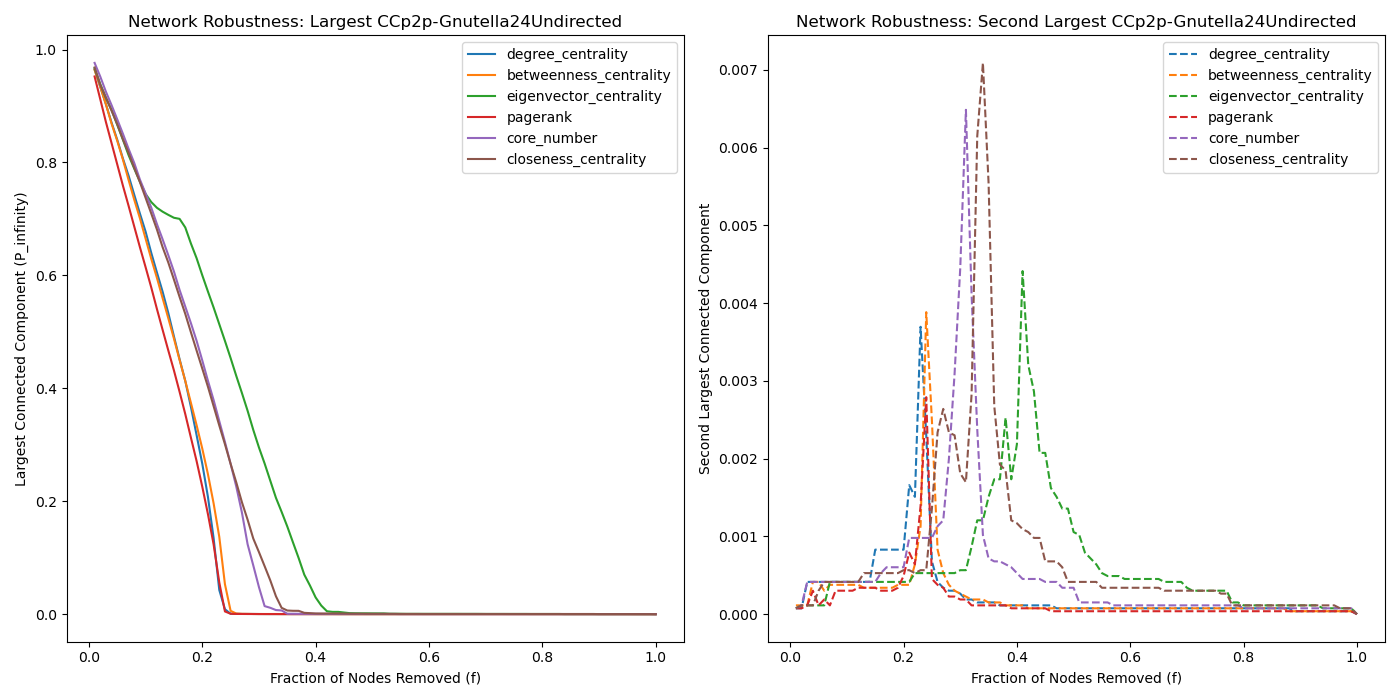 Network Robustness: Largest CCp2p-Gnutella24Undirected
Largest Connected Component (P_infinity)
1.0
0.8
0.6
0.4
0.2
0.0
degree_centrality
betweenness_centrality
eigenvector_centrality
pagerank
core_number
closeness_centrality
0.0 0.2 0.4 0.6 0.8 1.0
Fraction of Nodes Removed (f)
Network Robustness: Second Largest CCp2p-Gnutella24Undirected
Second Largest Connected Component
0.007
0.006
0.005
0.004
0.003
0.002
0.001
0.000
degree_centrality
betweenness_centrality
eigenvector_centrality
pagerank
core_number
closeness_centrality
0.0 0.2 0.4 0.6 0.8 1.0
Fraction of Nodes Removed (f)